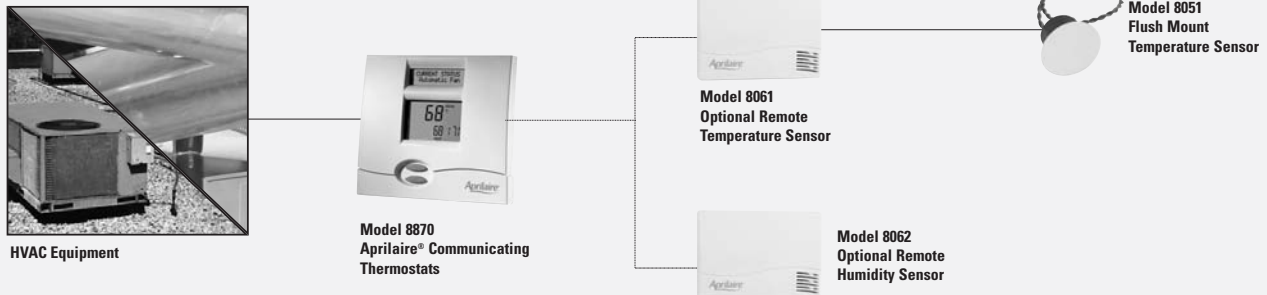 Model 8051
Flush Mount
Temperature Sensor
Aprilaire
CURRENT STATUS
Automatic Fan
68
Aprilaire
Model 8061
Optional Remote
Temperature Sensor
Model 8870
Aprilaire® Communicating
Thermostats
HVAC Equipment
Model 8062
Optional Remote
Humidity Sensor
Aprilaire